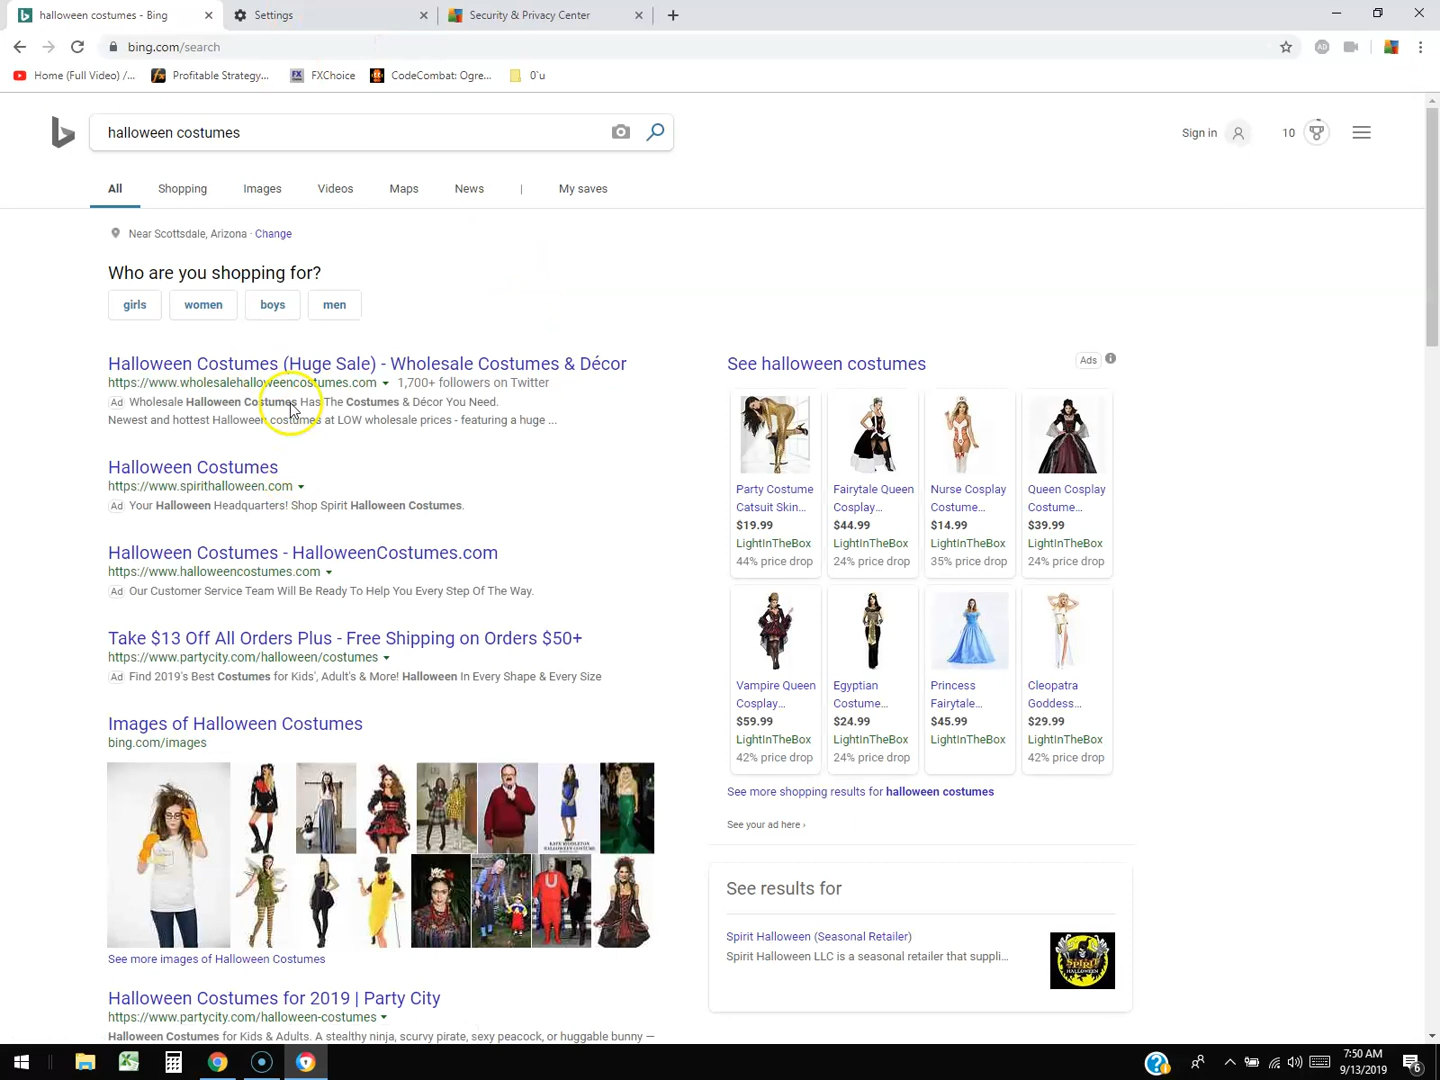 halloween costumes - Bing
Settings
Security & Privacy Center
bing.com/search
Home (Full Video) /...
Profitable Strategy...
FXChoice
CodeCombat: Ogre...
0`u
halloween costumes
Sign in
10
All
Shopping
Images
Videos
Maps
News
|
My saves
Near Scottsdale, Arizona · Change
Who are you shopping for?
girls
women
boys
men
Halloween Costumes (Huge Sale) - Wholesale Costumes & Décor
https://www.wholesalehalloweencostumes.com 1,700+ followers on Twitter
Ad Wholesale Halloween Costumes Has The Costumes & Décor You Need.
Newest and hottest Halloween costumes at LOW wholesale prices - featuring a huge ...
Halloween Costumes
https://www.spirithalloween.com
Ad Your Halloween Headquarters! Shop Spirit Halloween Costumes.
Halloween Costumes - HalloweenCostumes.com
https://www.halloweencostumes.com
Ad Our Customer Service Team Will Be Ready To Help You Every Step Of The Way.
Take $13 Off All Orders Plus - Free Shipping on Orders $50+
https://www.partycity.com/halloween/costumes
Ad Find 2019's Best Costumes for Kids', Adult's & More! Halloween In Every Shape & Every Size
Images of Halloween Costumes
bing.com/images
See more images of Halloween Costumes
Halloween Costumes for 2019 | Party City
https://www.partycity.com/halloween-costumes
Halloween Costumes for Kids & Adults. A stealthy ninja, scurvy pirate, sexy peacock, or huggable bunny —
See halloween costumes
Ads
Party Costume
Catsuit Skin...
$19.99
LightInTheBox
44% price drop
Fairytale Queen
Cosplay...
$44.99
LightInTheBox
24% price drop
Nurse Cosplay
Costume...
$14.99
LightInTheBox
35% price drop
Queen Cosplay
Costume...
$39.99
LightInTheBox
24% price drop
Vampire Queen
Cosplay...
$59.99
LightInTheBox
42% price drop
Egyptian
Costume...
$24.99
LightInTheBox
24% price drop
Princess
Fairytale...
$45.99
LightInTheBox
Cleopatra
Goddess...
$29.99
LightInTheBox
42% price drop
See more shopping results for halloween costumes
See your ad here ›
See results for
Spirit Halloween (Seasonal Retailer)
Spirit Halloween LLC is a seasonal retailer that suppli...
SPIRIT
HALLOWEEN
7:50 AM
9/13/2019
6